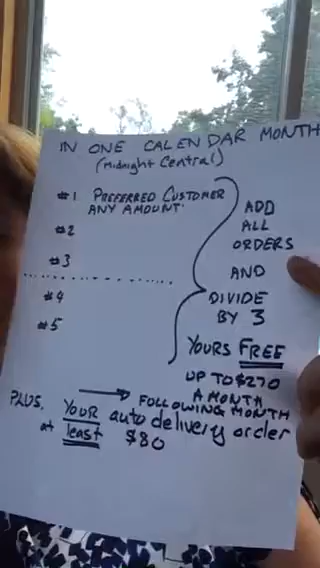 IN ONE CALENDAR MONTH
(Midnight Central)
#1 PREFERRED CUSTOMER
ANY AMOUNT.
#2
#3
#4
#5
ADD
ALL
ORDERS
AND
DIVIDE
BY 3
YOURS FREE
UP TO $270
A MONTH
FOLLOWING MONTH
PLUS, YOUR auto delivery order
at least $80